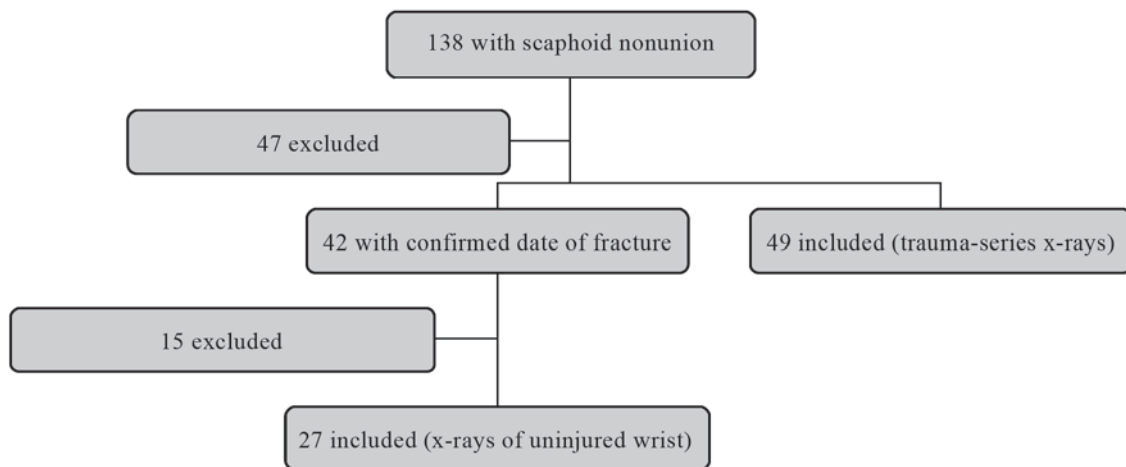 138 with scaphoid nonunion
47 excluded
42 with confirmed date of fracture
49 included (trauma-series x-rays)
15 excluded
27 included (x-rays of uninjured wrist)